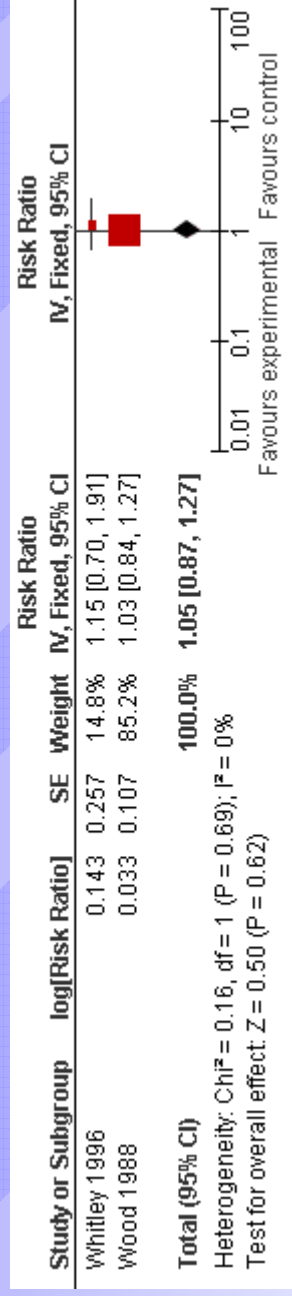 Risk Ratio Risk Ratio
Study or Subgroup log[Risk Ratio] SE Weight IV, Fixed, 95% CI IV, Fixed, 95% CI
Whitley 1996 0.143 0.257 14.8% 1.15 [0.70, 1.91]
Wood 1988 0.033 0.107 85.2% 1.03 [0.84, 1.27]
Total (95% CI) 100.0% 1.05 [0.87, 1.27]
Heterogeneity: Chi² = 0.16, df = 1 (P = 0.69); I² = 0%
Test for overall effect: Z = 0.50 (P = 0.62)
0.01 0.1 1 10 100
Favours experimental Favours control